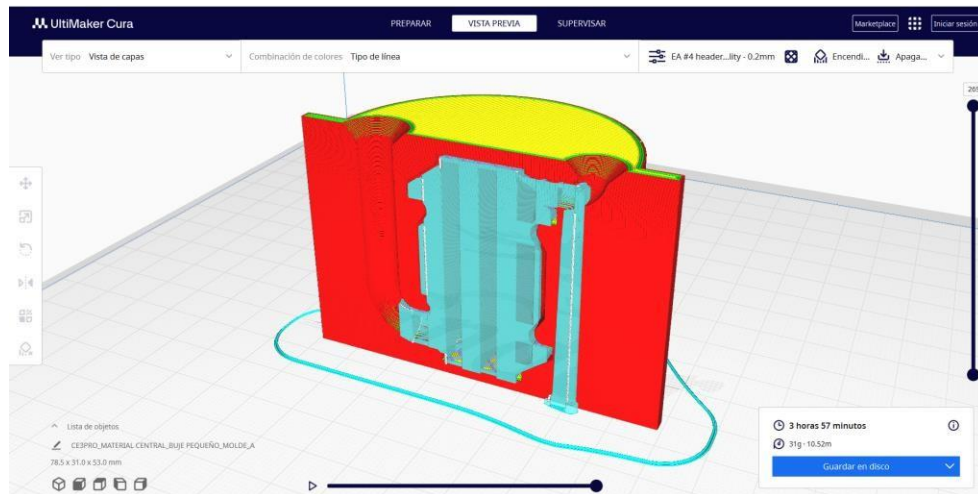 UltiMaker Cura
PREPARAR
VISTA PREVIA
SUPERVISAR
Marketplace
Iniciar sesión
Ver tipo Vista de capas
Combinación de colores Tipo de línea
EA #4 header...lity - 0.2mm
Encendi...
Apaga...
265
Lista de objetos
CE3PRO_MATERIAL CENTRAL_BUJE PEQUEÑO_MOLDE_A
78.5 x 31.0 x 53.0 mm
3 horas 57 minutos
31g · 10.52m
Guardar en disco